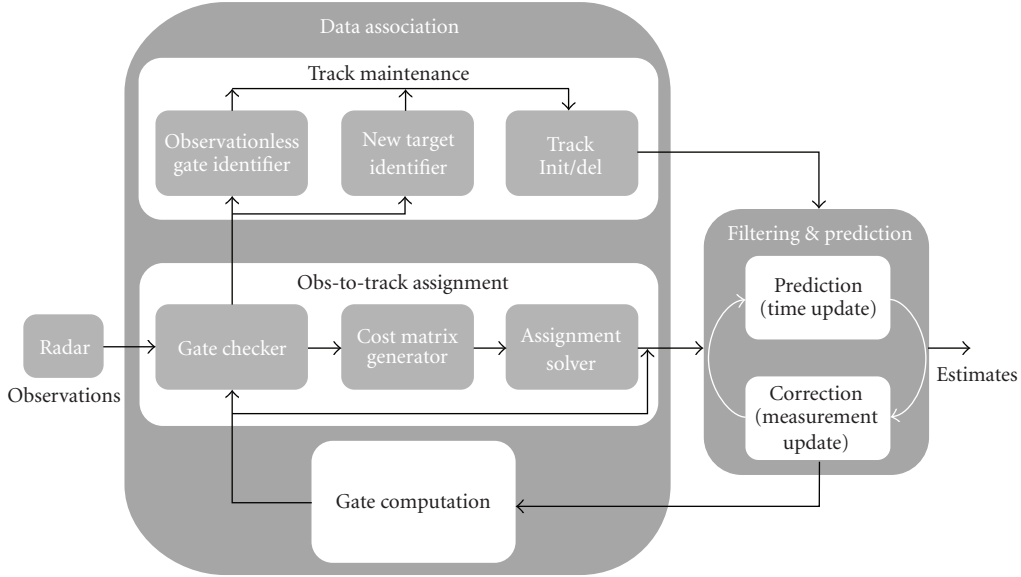 Data association
Track maintenance
Observationless
gate identifier
New target
identifier
Track
Init/del
Filtering & prediction
Prediction
(time update)
Obs-to-track assignment
Radar
Observations
Gate checker
Cost matrix
generator
Assignment
solver
Estimates
Correction
(measurement
update)
Gate computation